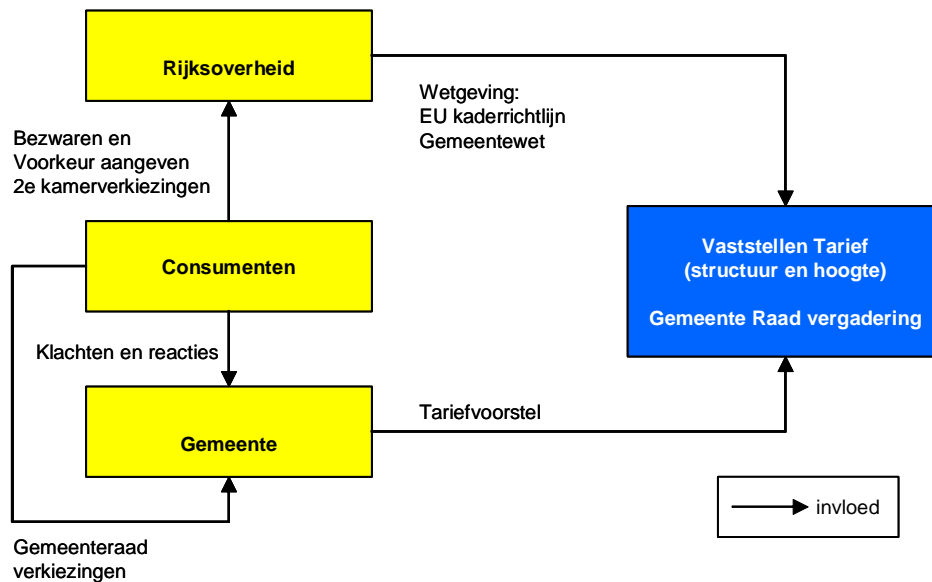 Rijksoverheid
Wetgeving:
EU kaderrichtlijn
Gemeentewet
Bezwaren en
Voorkeur aangeven
2e kamerverkiezingen
Consumenten
Vaststellen Tarief
(structuur en hoogte)
Gemeente Raad vergadering
Klachten en reacties
Gemeente
Tariefvoorstel
invloed
Gemeenteraad
verkiezingen